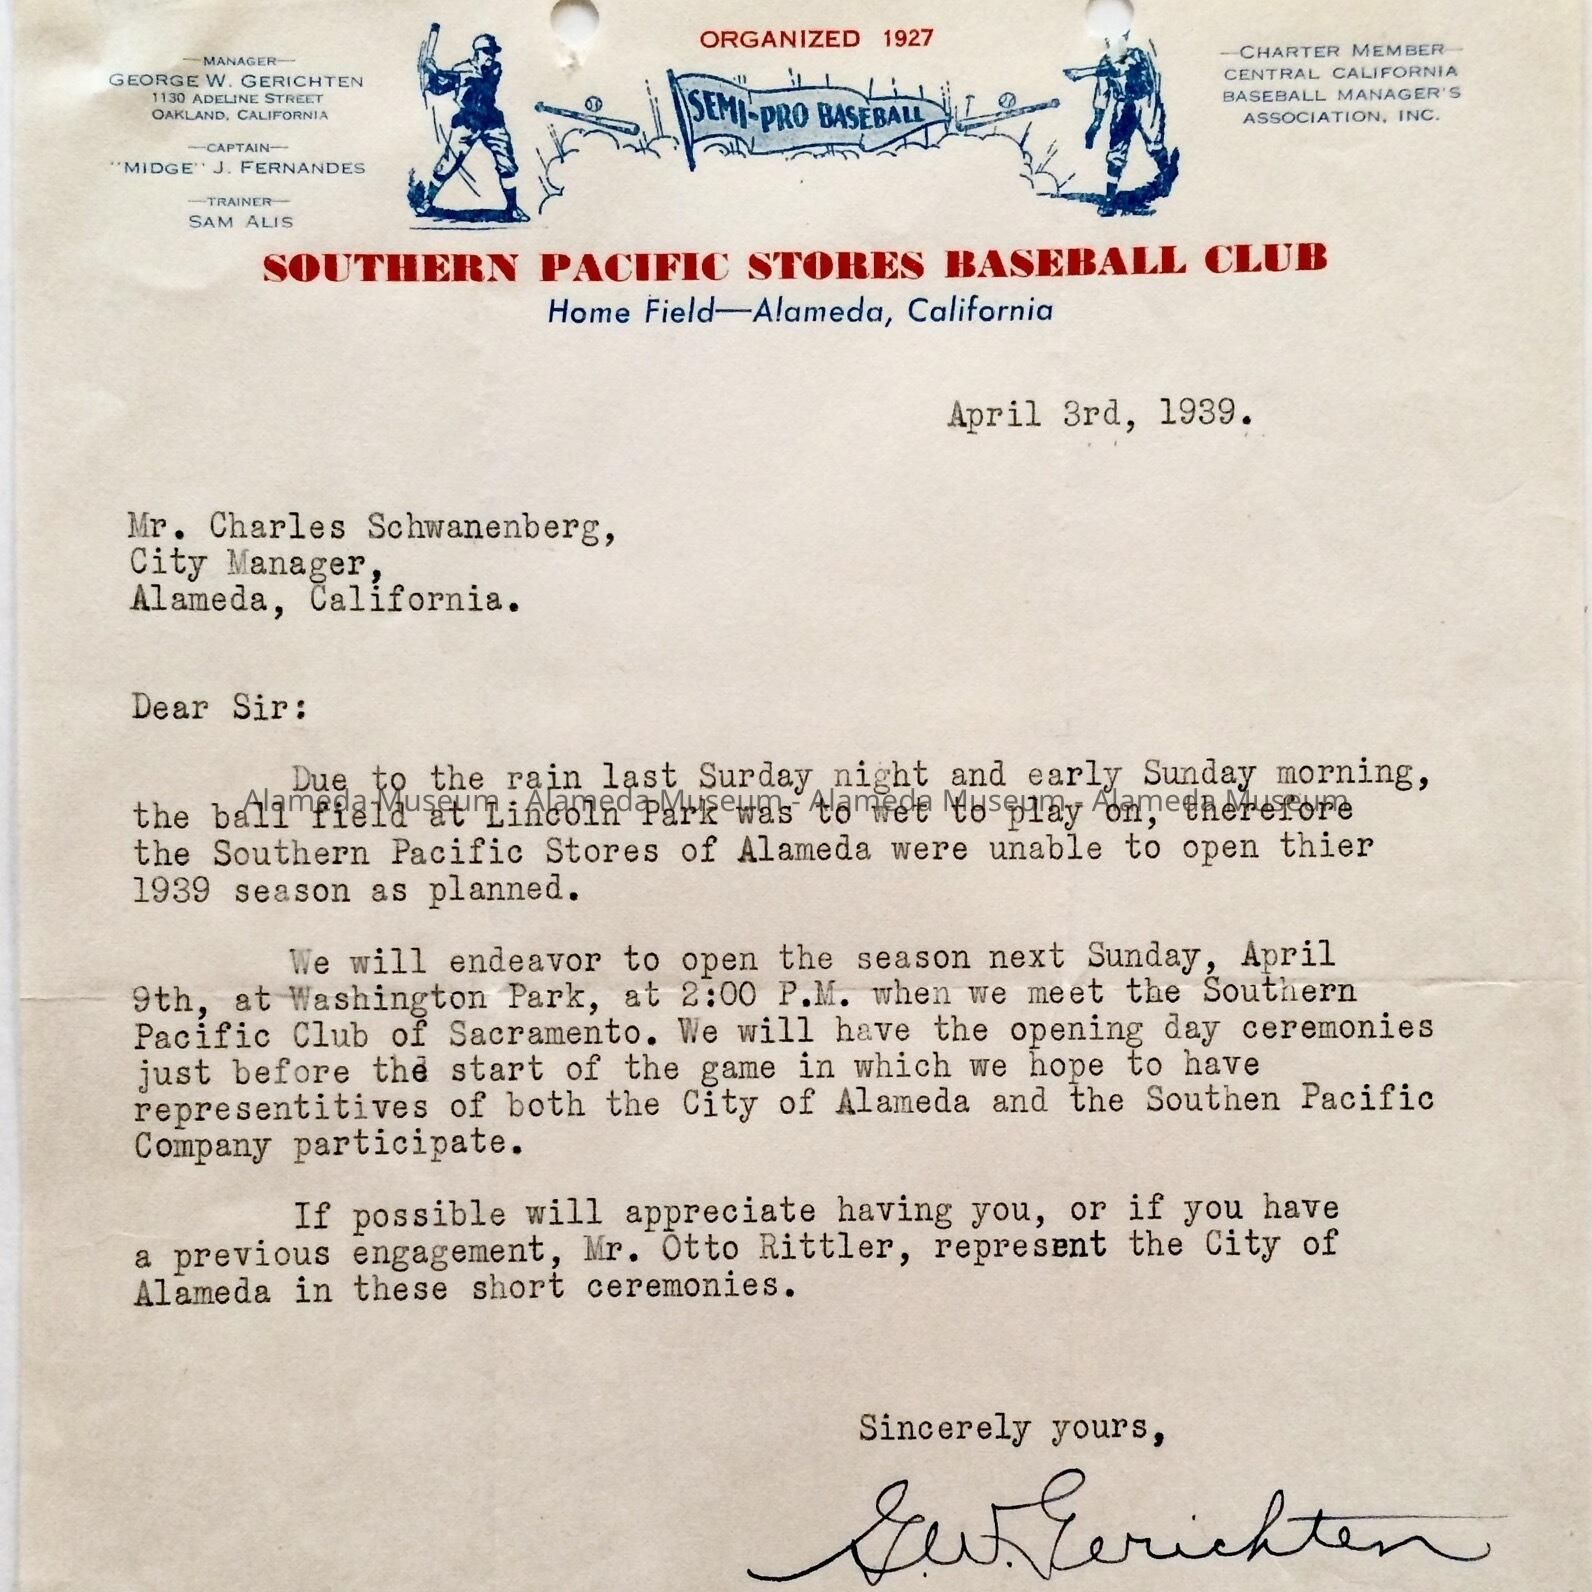 ORGANIZED 1927
—MANAGER—
GEORGE W. GERICHTEN
1130 ADELINE STREET
OAKLAND, CALIFORNIA
—CAPTAIN—
"MIDGE" J. FERNANDES
—TRAINER—
SAM ALIS
SEMI-PRO BASEBALL
—CHARTER MEMBER—
CENTRAL CALIFORNIA
BASEBALL MANAGER'S
ASSOCIATION, INC.
SOUTHERN PACIFIC STORES BASEBALL CLUB
Home Field—Alameda, California
April 3rd, 1939.
Mr. Charles Schwanenberg,
City Manager,
Alameda, California.
Dear Sir:
Due to the rain last Surday night and early Sunday morning,
Alameda Museum - Alameda Museum - Alameda Museum - Alameda Museum
the ball field at Lincoln Park was to wet to play on, therefore
the Southern Pacific Stores of Alameda were unable to open thier
1939 season as planned.
We will endeavor to open the season next Sunday, April
9th, at Washington Park, at 2:00 P.M. when we meet the Southern
Pacific Club of Sacramento. We will have the opening day ceremonies
just before the start of the game in which we hope to have
representitives of both the City of Alameda and the Southen Pacific
Company participate.
If possible will appreciate having you, or if you have
a previous engagement, Mr. Otto Rittler, represent the City of
Alameda in these short ceremonies.
Sincerely yours,
G.W. Gerichten